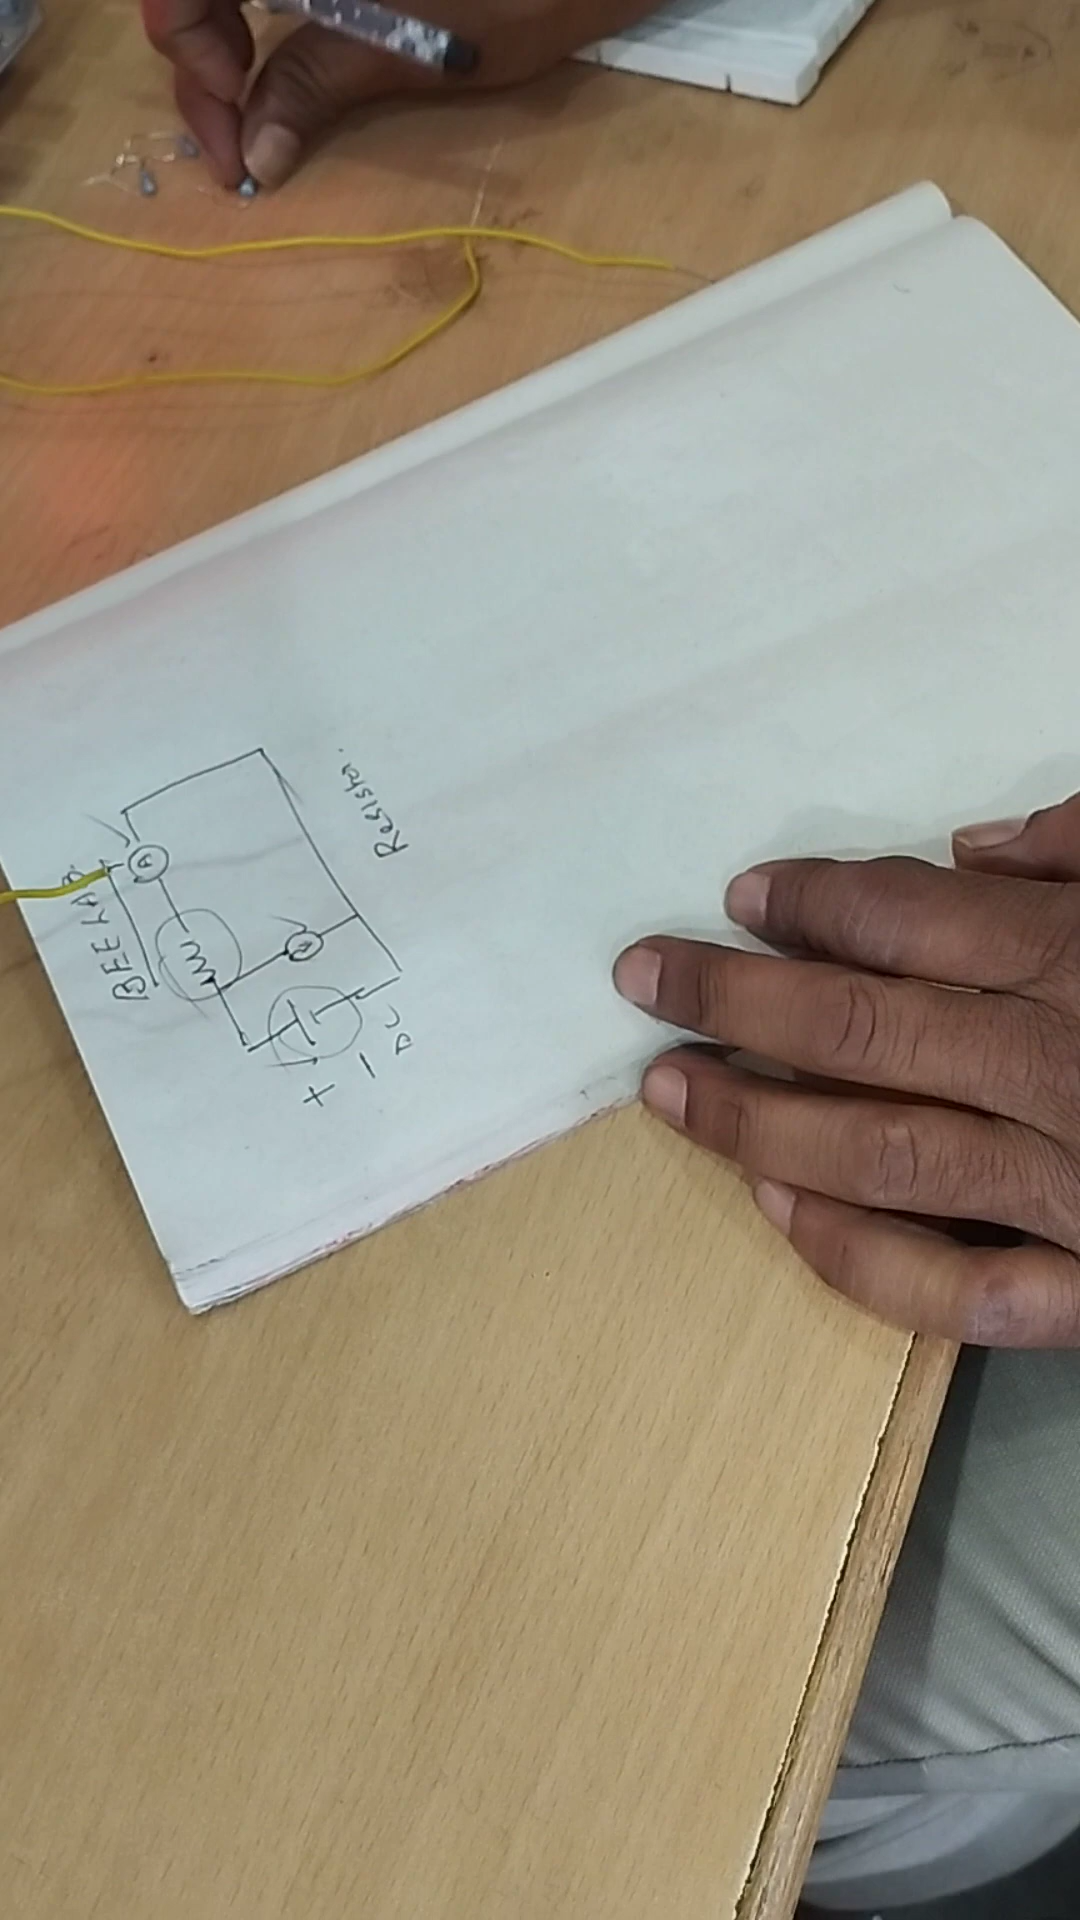 BEE LAB.
A
V
+
-
DC
Resistor.